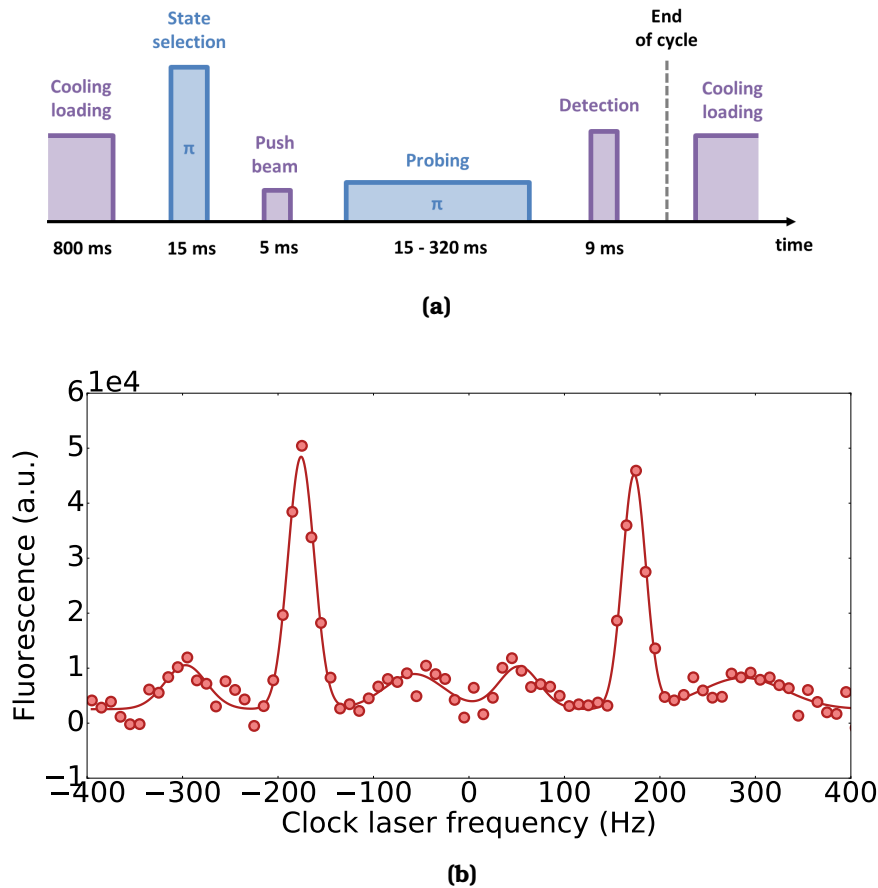 State
selection
End
of cycle
Cooling
loading
Push
beam
Probing
Detection
Cooling
loading
π
π
800 ms
15 ms
5 ms
15 - 320 ms
9 ms
time
(a)
1e4
6
5
4
3
2
1
0
−1
−400
−300
−200
−100
0
100
200
300
400
Fluorescence (a.u.)
Clock laser frequency (Hz)
(b)